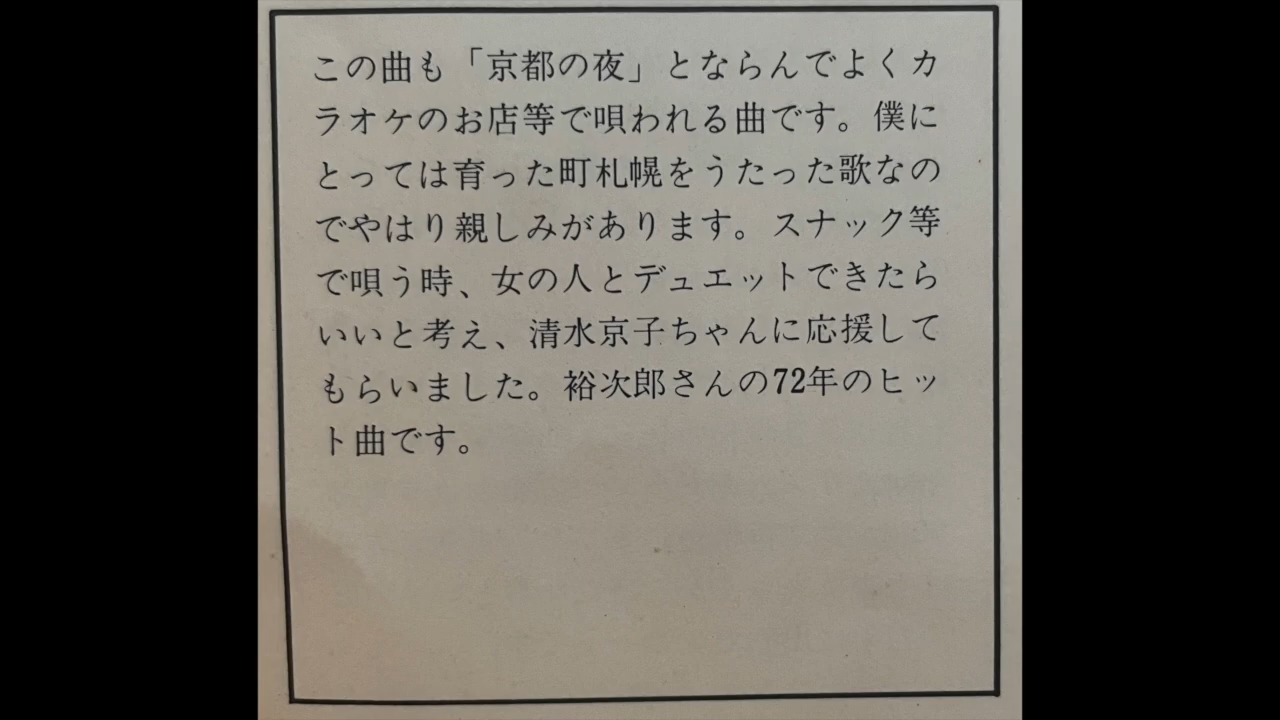 この曲も「京都の夜」とならんでよくカ
ラオケのお店等で唄われる曲です。僕に
とっては育った町札幌をうたった歌なの
でやはり親しみがあります。スナック等
で唄う時、女の人とデュエットできたら
いいと考え、清水京子ちゃんに応援して
もらいました。裕次郎さんの72年のヒッ
ト曲です。